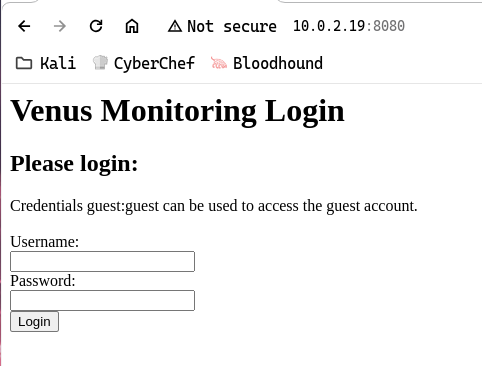 Not secure 10.0.2.19:8080
Kali CyberChef Bloodhound
Venus Monitoring Login
Please login:
Credentials guest:guest can be used to access the guest account.
Username:
Password:
Login